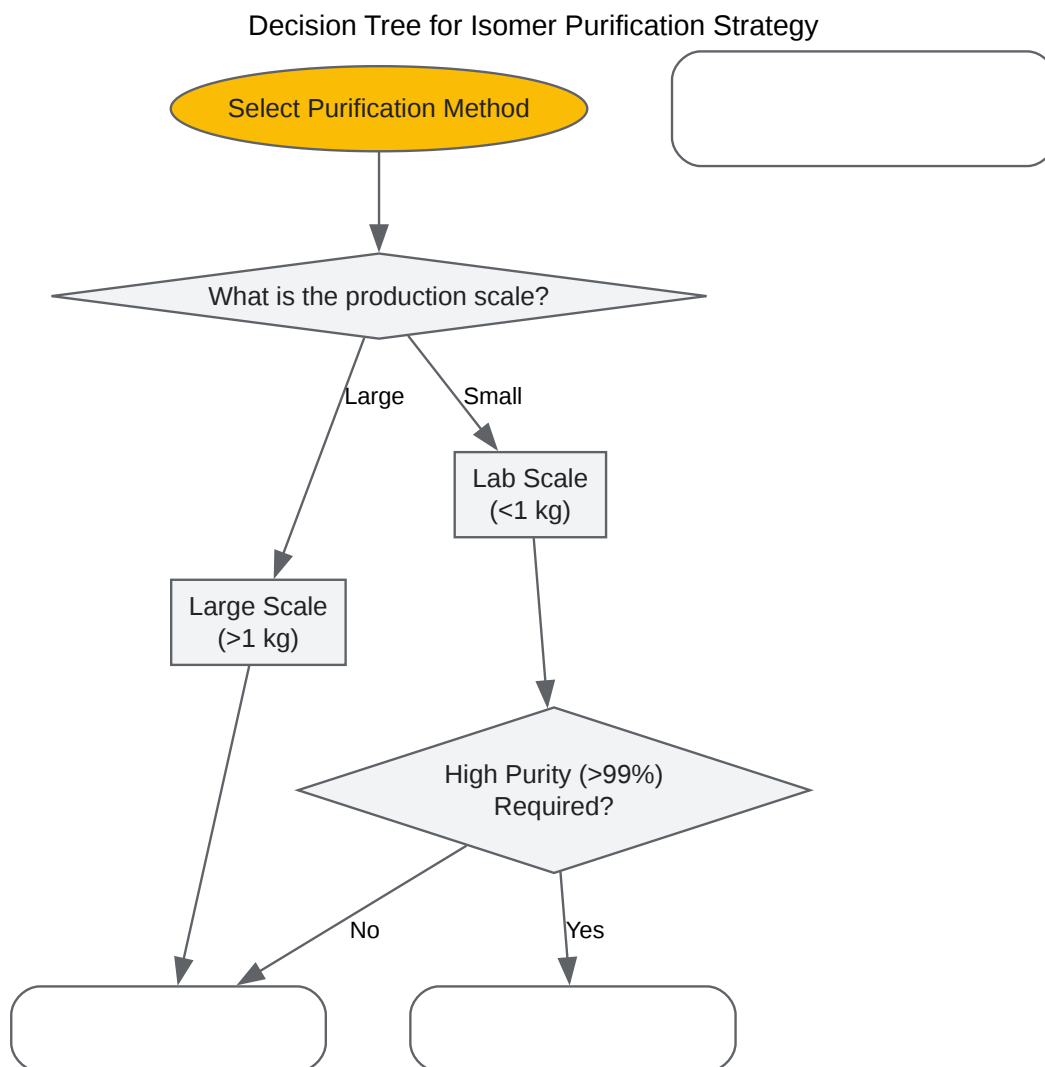 Decision Tree for Isomer Purification Strategy
Select Purification Method
What is the production scale?
Large
Small
Lab Scale
(<1 kg)
Large Scale
(>1 kg)
High Purity (>99%)
Required?
No
Yes